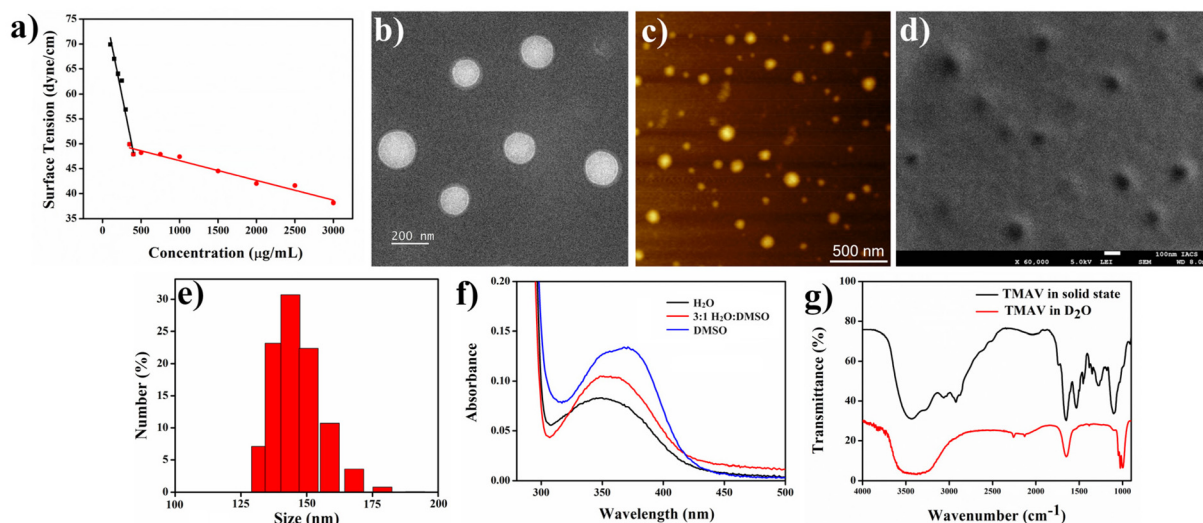 a)
75
70
65
60
55
50
45
40
35
Surface Tension (dyne/cm)
0 500 1000 1500 2000 2500 3000
Concentration (μg/mL)
b)
200 nm
c)
500 nm
d)
100nm IACS
X 60,000 5.0kV LEI SEM WD 8.0m
e)
30
25
20
15
10
5
0
Number (%)
100 125 150 175 200
Size (nm)
f)
H₂O
3:1 H₂O:DMSO
DMSO
0.20
0.15
0.10
0.05
0.00
Absorbance
300 350 400 450 500
Wavelength (nm)
g)
TMAV in solid state
TMAV in D₂O
100
80
60
40
20
0
Transmittance (%)
4000 3000 2000 1000
Wavenumber (cm⁻¹)